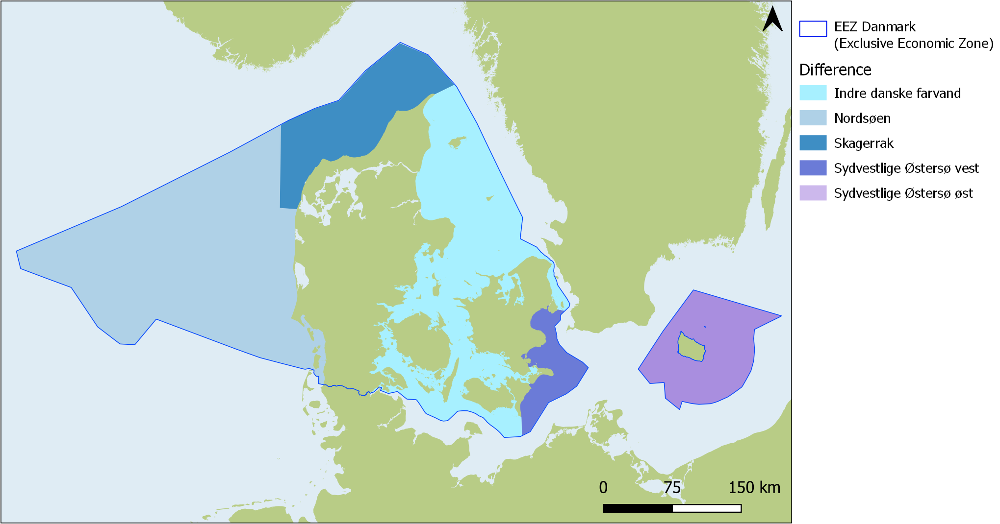 EEZ Danmark
(Exclusive Economic Zone)
Difference
Indre danske farvand
Nordsøen
Skagerrak
Sydvestlige Østersø vest
Sydvestlige Østersø øst
0 75 150 km